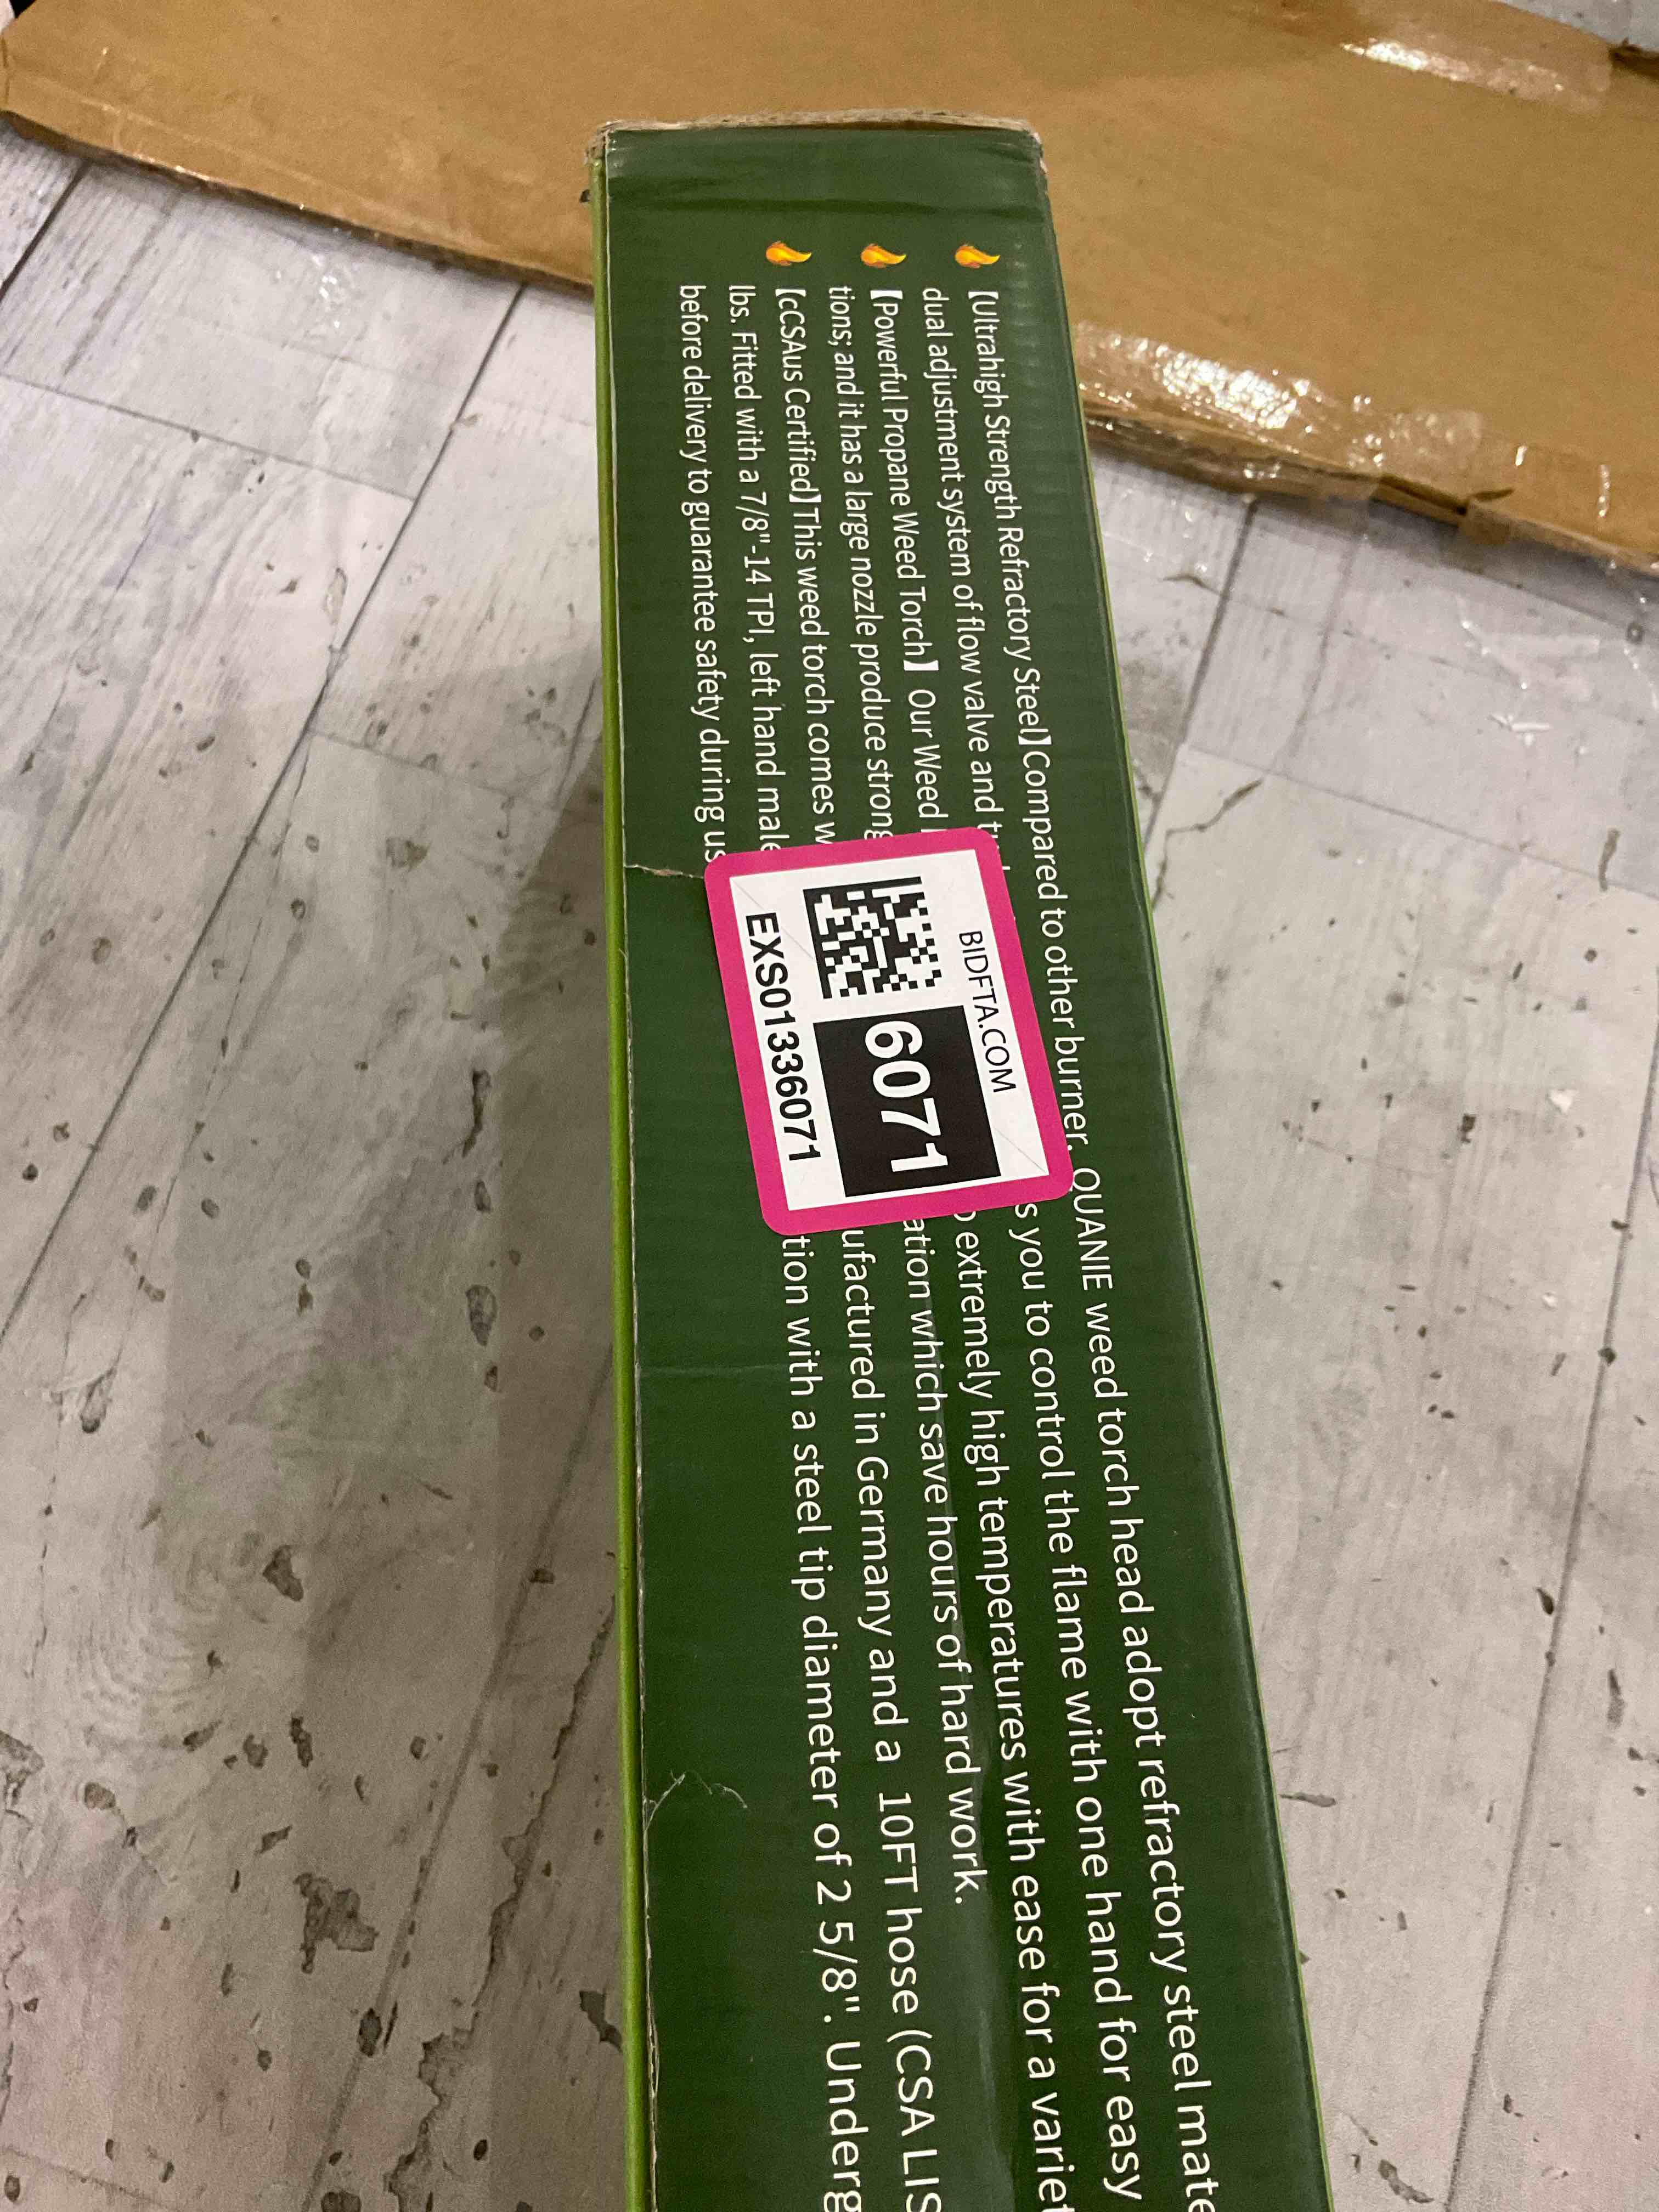 【Ultrahigh Strength Refractory Steel】Compared to other burner, QUANIE weed torch head adopt refractory steel mate
dual adjustment system of flow valve and t s you to control the flame with one hand for easy
【Powerful Propane Weed Torch】 Our Weed extremely high temperatures with ease for a variet
tions; and it has a large nozzle produce strong ation which save hours of hard work.
【cCSAus Certified】This weed torch comes w ufactured in Germany and a 10FT hose (CSA LIS
lbs. Fitted with a 7/8"-14 TPI, left hand male tion with a steel tip diameter of 2 5/8". Underg
before delivery to guarantee safety during us
BIDFTA.COM
6071
EXS01336071